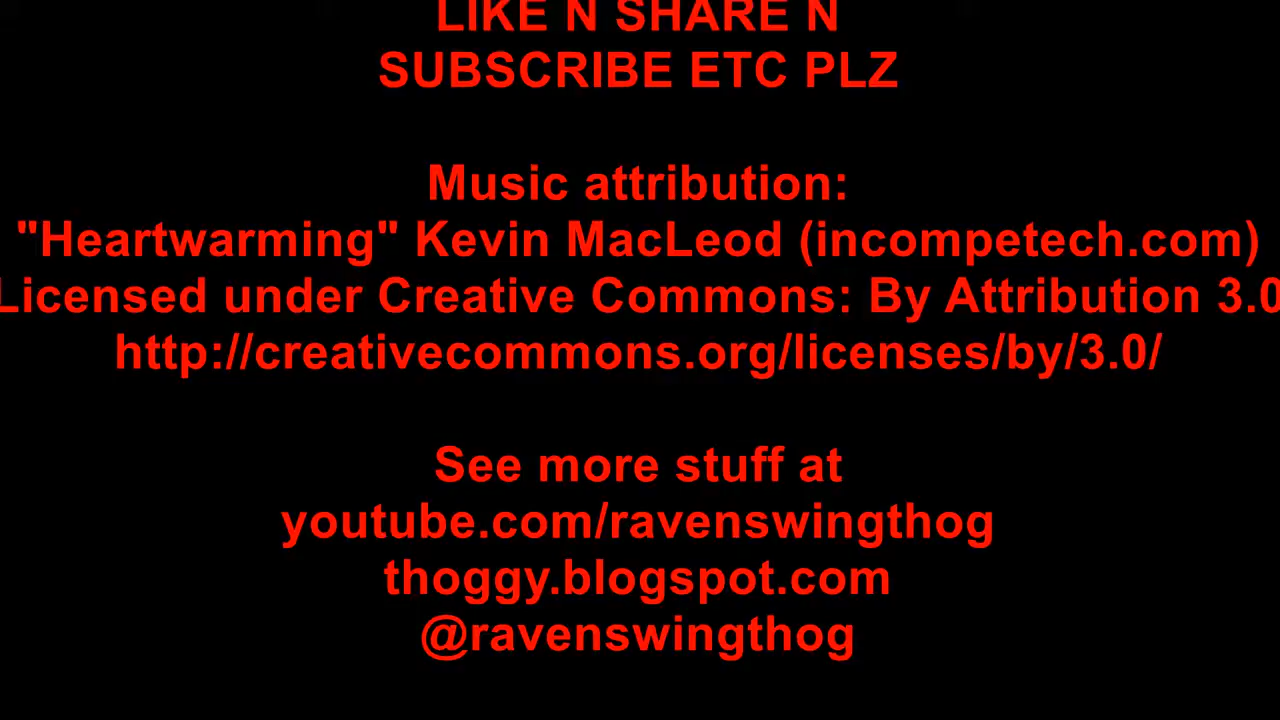 LIKE N SHARE N
SUBSCRIBE ETC PLZ
Music attribution:
"Heartwarming" Kevin MacLeod (incompetech.com)
Licensed under Creative Commons: By Attribution 3.0
http://creativecommons.org/licenses/by/3.0/
See more stuff at
youtube.com/ravenswingthog
thoggy.blogspot.com
@ravenswingthog